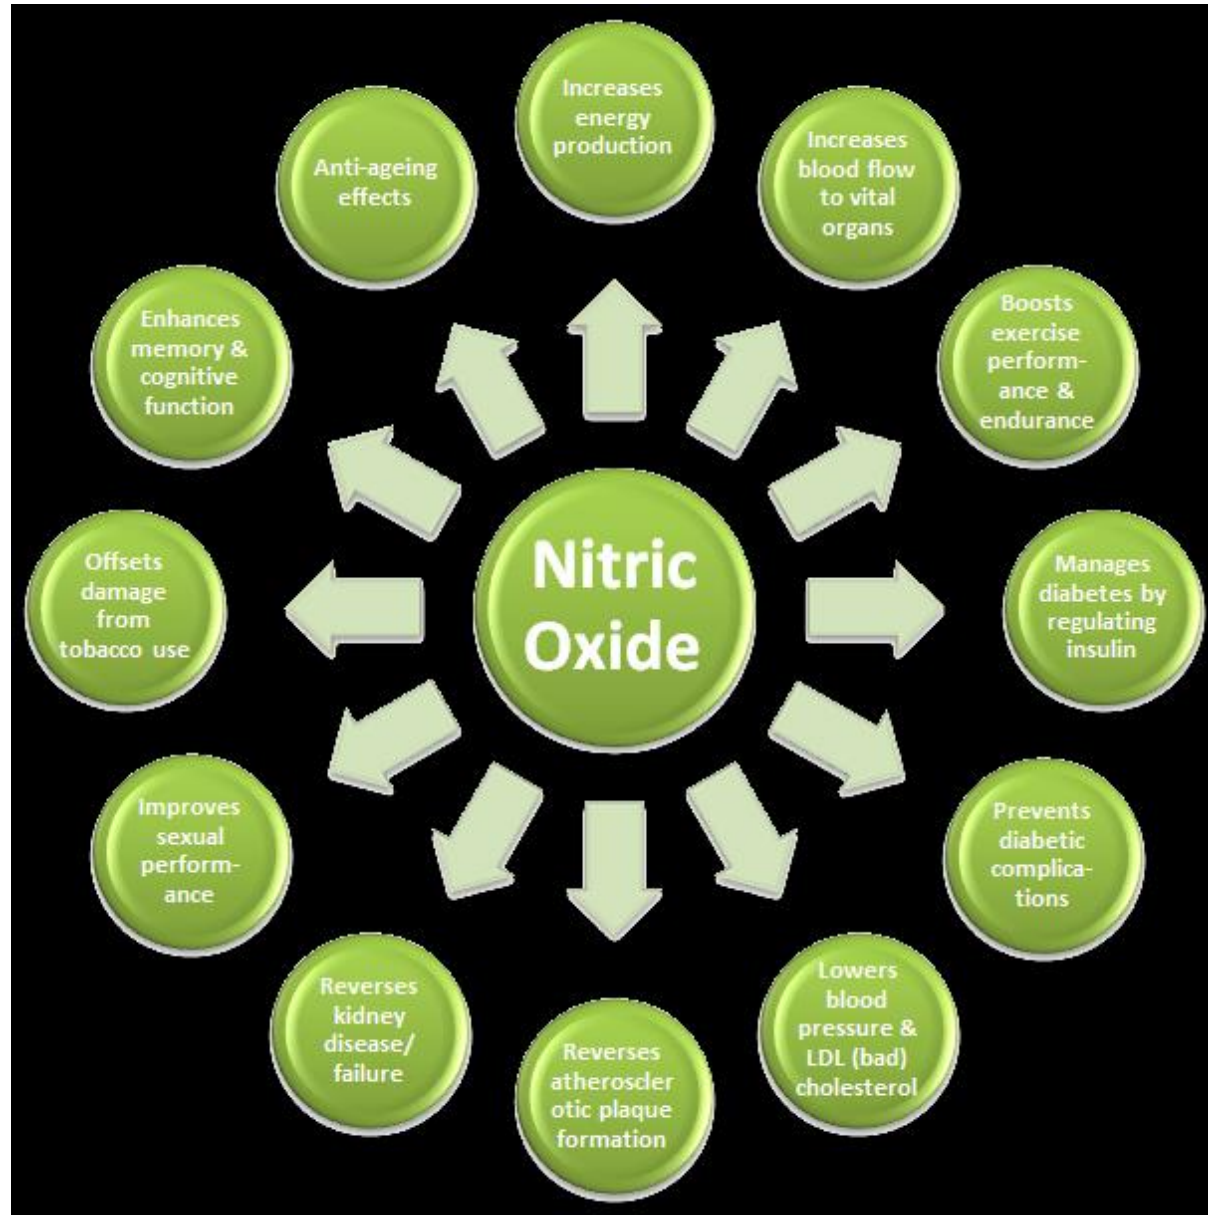 Increases
energy
production
Increases
blood flow
to vital
organs
Boosts
exercise
perform-
ance &
endurance
Manages
diabetes by
regulating
insulin
Prevents
diabetic
complica-
tions
Lowers
blood
pressure &
LDL (bad)
cholesterol
Reverses
atheroscler
otic plaque
formation
Reverses
kidney
disease/
failure
Improves
sexual
perform-
ance
Offsets
damage
from
tobacco use
Enhances
memory &
cognitive
function
Anti-ageing
effects
Nitric
Oxide